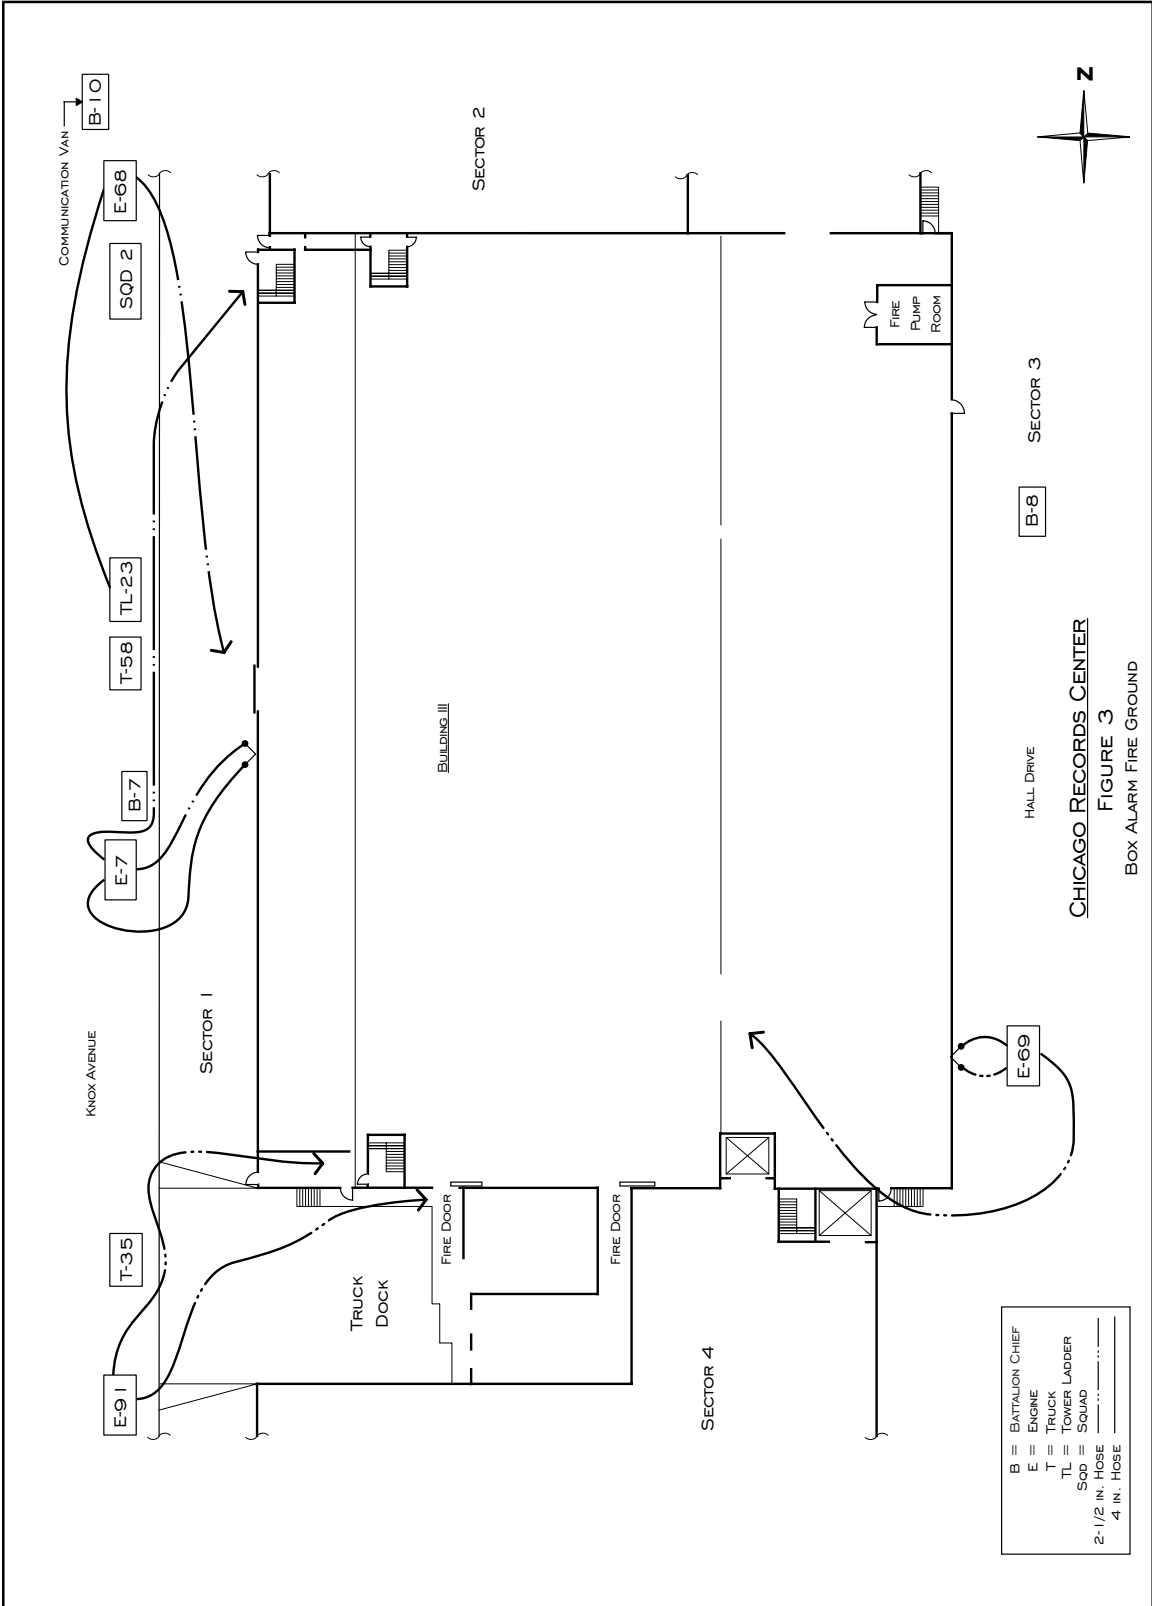 COMMUNICATION VAN
B-10
E-68
SQD 2
TL-23
T-58
B-7
E-7
T-35
E-91
KNOX AVENUE
SECTOR 1
SECTOR 2
BUILDING III
FIRE
PUMP
ROOM
FIRE DOOR
FIRE DOOR
TRUCK
DOCK
SECTOR 4
SECTOR 3
B-8
E-69
HALL DRIVE
N
CHICAGO RECORDS CENTER
FIGURE 3
BOX ALARM FIRE GROUND
B = BATTALION CHIEF
E = ENGINE
T = TRUCK
TL = TOWER LADDER
SQD = SQUAD
2-1/2 IN. HOSE
4 IN. HOSE